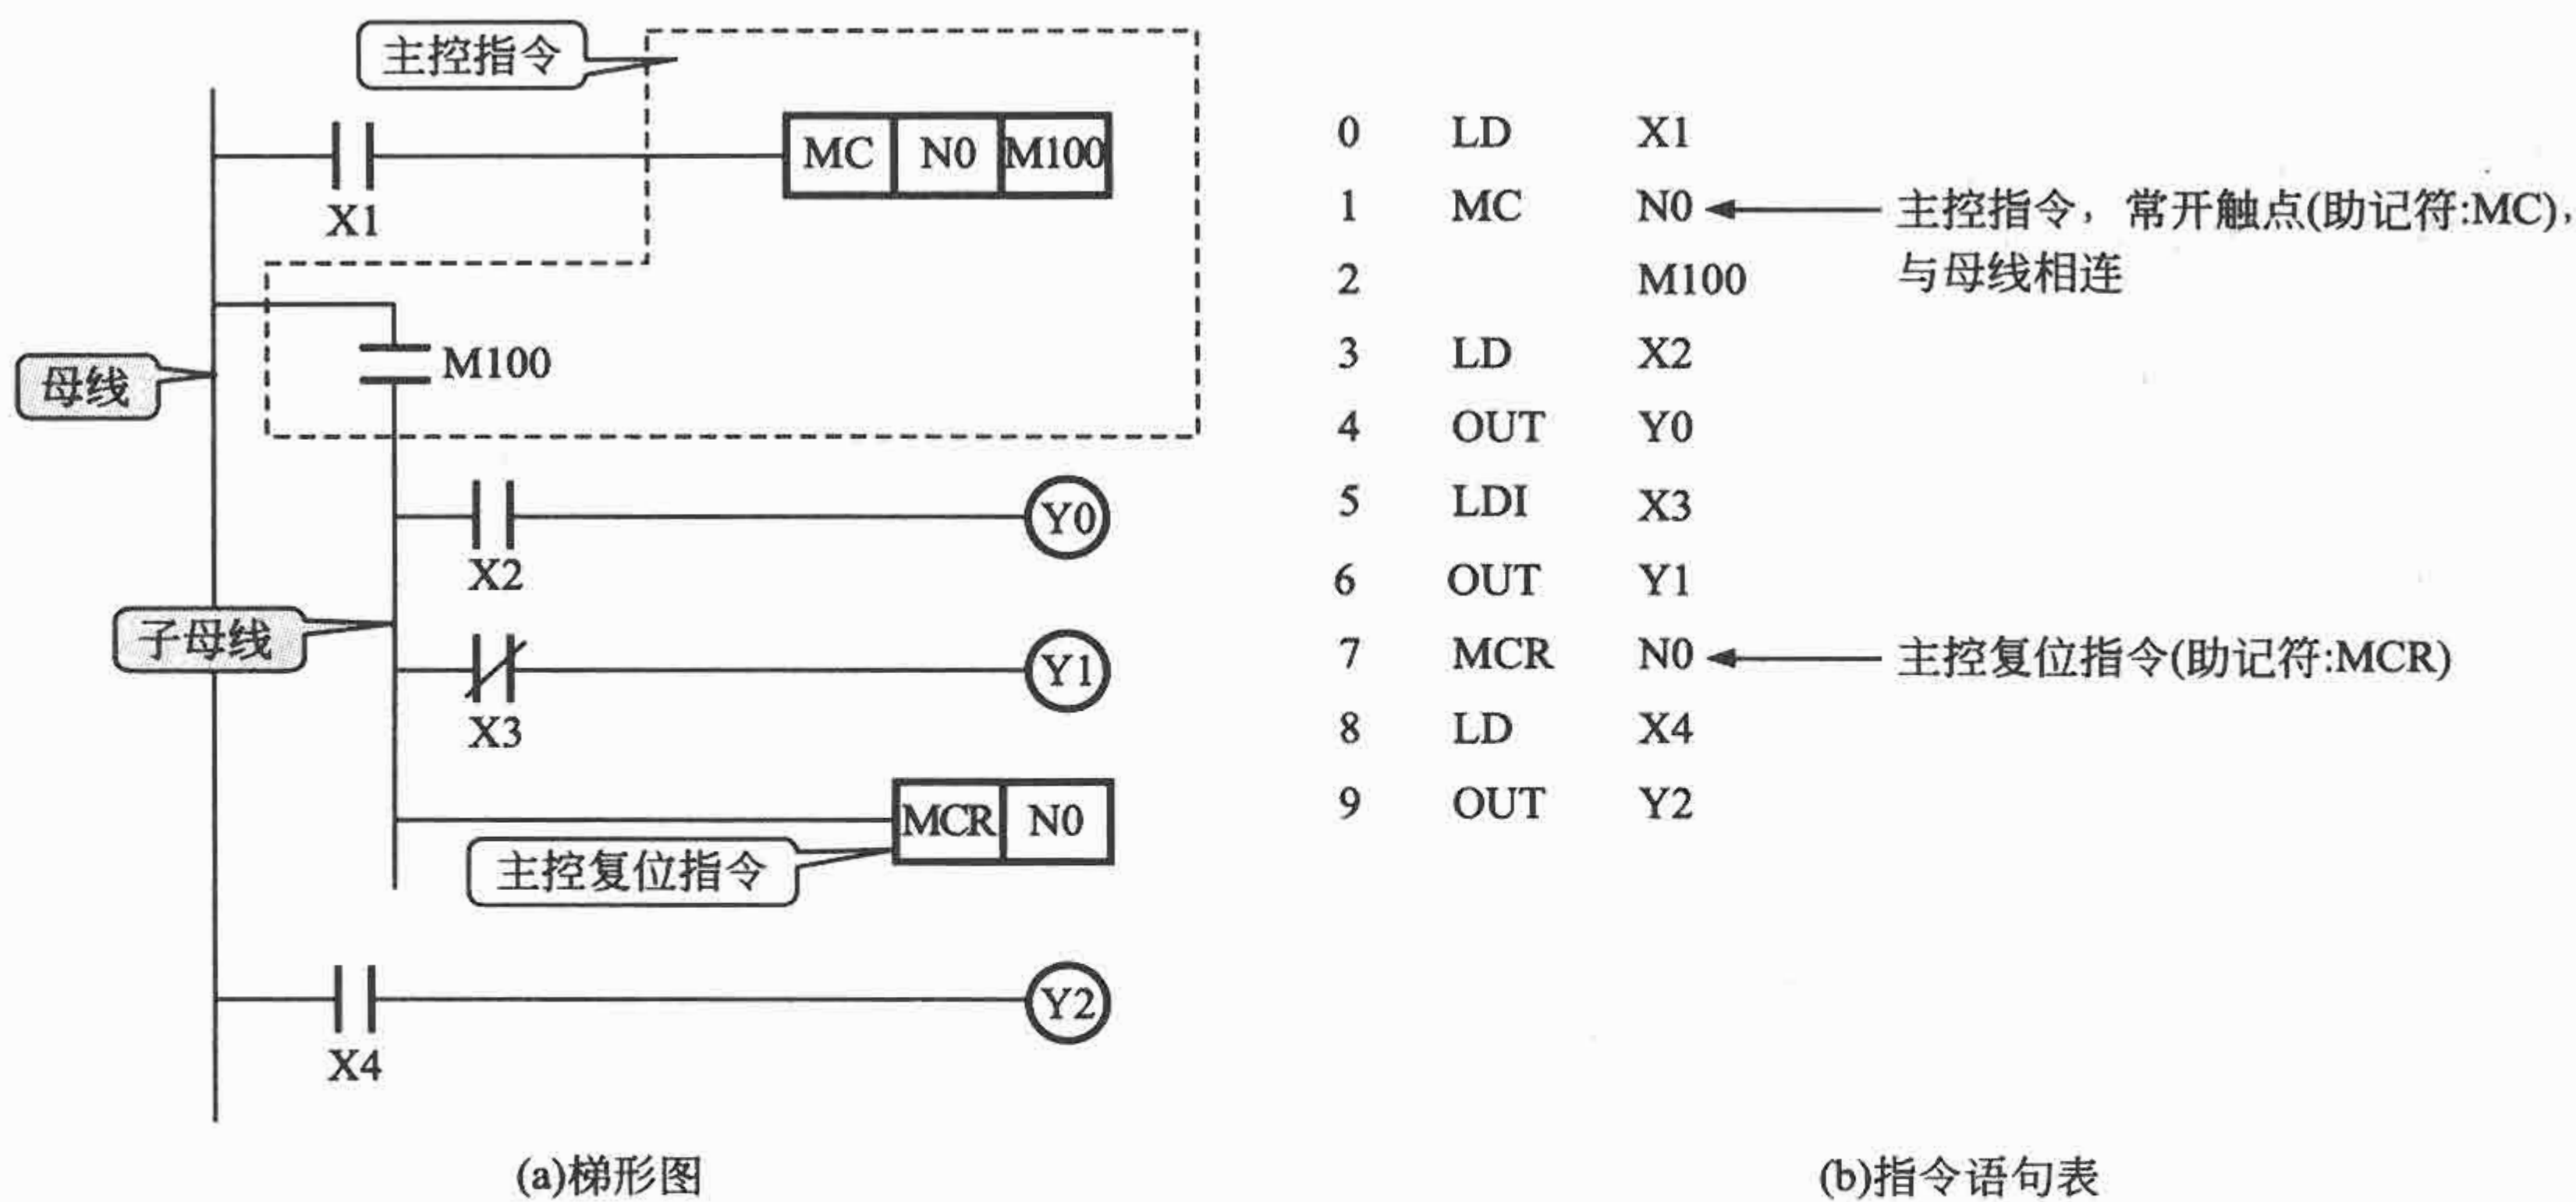 主控指令
MC N0 M100
X1
M100
母线
Y0
X2
子母线
Y1
X3
MCR N0
主控复位指令
Y2
X4
(a)梯形图
0 LD X1
1 MC N0 主控指令，常开触点(助记符:MC)，
2 M100 与母线相连
3 LD X2
4 OUT Y0
5 LDI X3
6 OUT Y1
7 MCR N0 主控复位指令(助记符:MCR)
8 LD X4
9 OUT Y2
(b)指令语句表